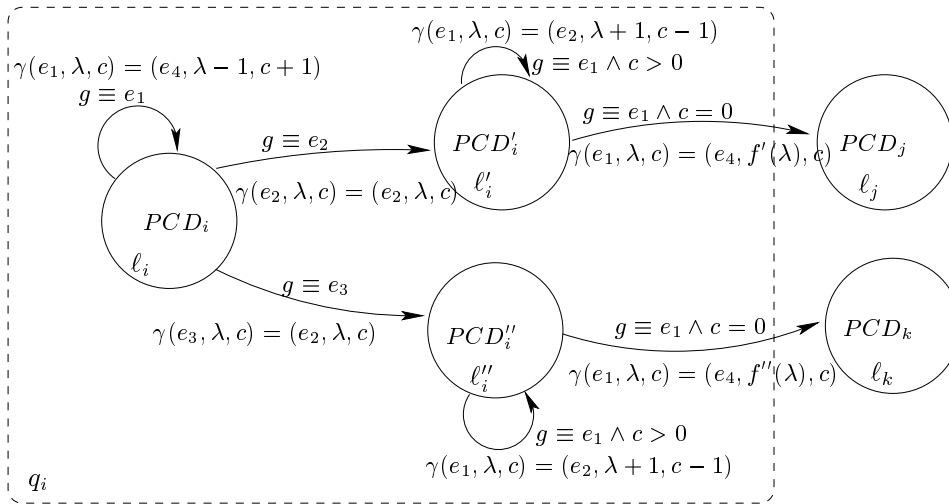 γ(e₁, λ, c) = (e₂, λ + 1, c − 1)
γ(e₁, λ, c) = (e₄, λ − 1, c + 1)
g ≡ e₁ ∧ c > 0
g ≡ e₁
g ≡ e₁ ∧ c = 0
g ≡ e₂
PCD′ᵢ
PCDⱼ
γ(e₁, λ, c) = (e₄, f′(λ), c)
ℓ′ᵢ
ℓⱼ
γ(e₂, λ, c) = (e₂, λ, c)
PCDᵢ
ℓᵢ
g ≡ e₃
γ(e₃, λ, c) = (e₂, λ, c)
g ≡ e₁ ∧ c = 0
PCD″ᵢ
PCDₖ
γ(e₁, λ, c) = (e₄, f″(λ), c)
ℓ″ᵢ
ℓₖ
g ≡ e₁ ∧ c > 0
γ(e₁, λ, c) = (e₂, λ + 1, c − 1)
qᵢ